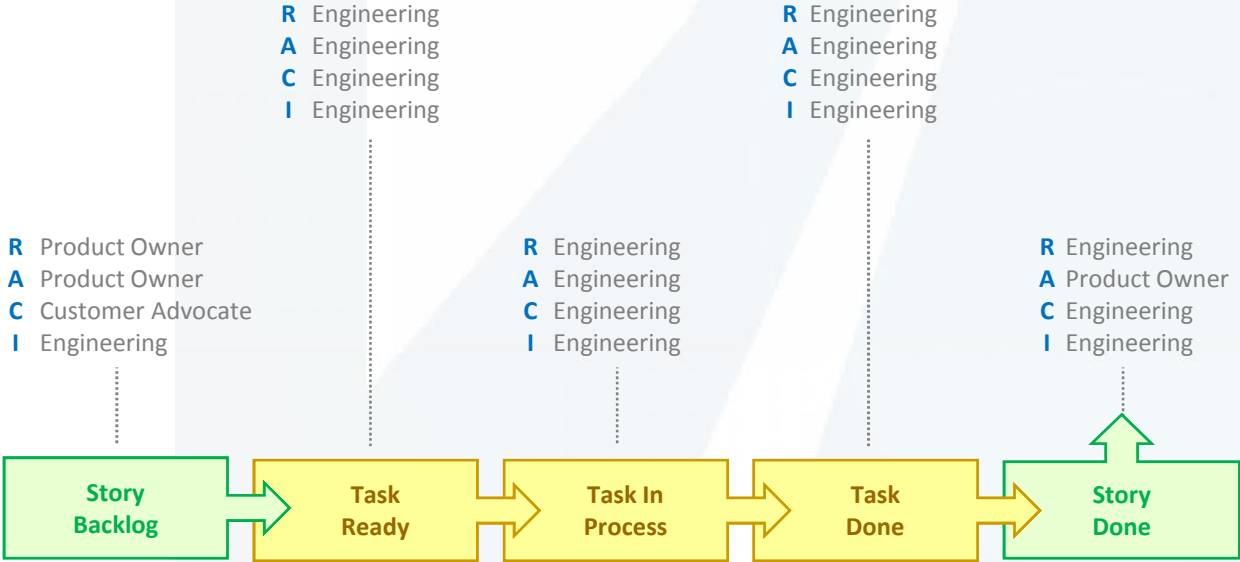 R Engineering
A Engineering
C Engineering
I Engineering
R Engineering
A Engineering
C Engineering
I Engineering
R Product Owner
A Product Owner
C Customer Advocate
I Engineering
R Engineering
A Engineering
C Engineering
I Engineering
R Engineering
A Product Owner
C Engineering
I Engineering
Story
Backlog
Task
Ready
Task In
Process
Task
Done
Story
Done